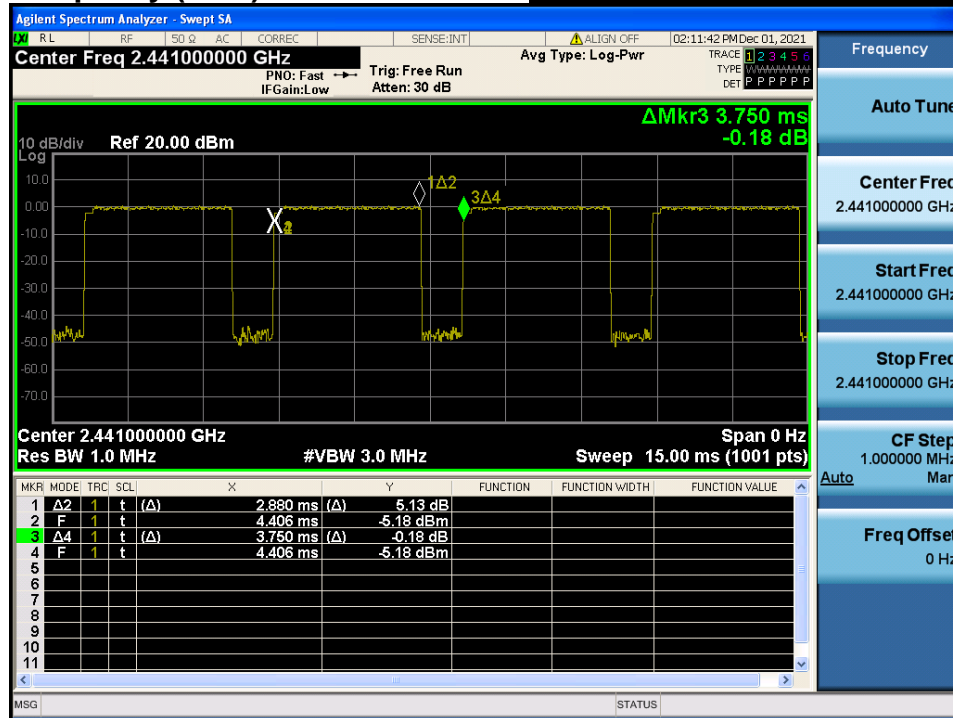 Agilent Spectrum Analyzer - Swept SA
RL RF 50 Ω AC CORREC SENSE:INT ALIGN OFF 02:11:42 PM Dec 01, 2021
Center Freq 2.441000000 GHz
PNO: Fast
IFGain:Low
Trig: Free Run
Atten: 30 dB
Avg Type: Log-Pwr
TRACE 1 2 3 4 5 6
TYPE
DET P P P P P P
ΔMkr3 3.750 ms
-0.18 dB
10 dB/div Ref 20.00 dBm
Log
10.0
0.00
-10.0
-20.0
-30.0
-40.0
-50.0
-60.0
-70.0
1Δ2
3Δ4
Center 2.441000000 GHz Span 0 Hz
Res BW 1.0 MHz #VBW 3.0 MHz Sweep 15.00 ms (1001 pts)
MKR MODE TRC SCL X Y FUNCTION FUNCTION WIDTH FUNCTION VALUE
1 Δ2 1 t (Δ) 2.880 ms (Δ) 5.13 dB
2 F 1 t 4.406 ms -5.18 dBm
3 Δ4 1 t (Δ) 3.750 ms (Δ) -0.18 dB
4 F 1 t 4.406 ms -5.18 dBm
5
6
7
8
9
10
11
MSG STATUS
Frequency
Auto Tune
Center Freq
2.441000000 GHz
Start Freq
2.441000000 GHz
Stop Freq
2.441000000 GHz
CF Step
1.000000 MHz
Auto Man
Freq Offset
0 Hz